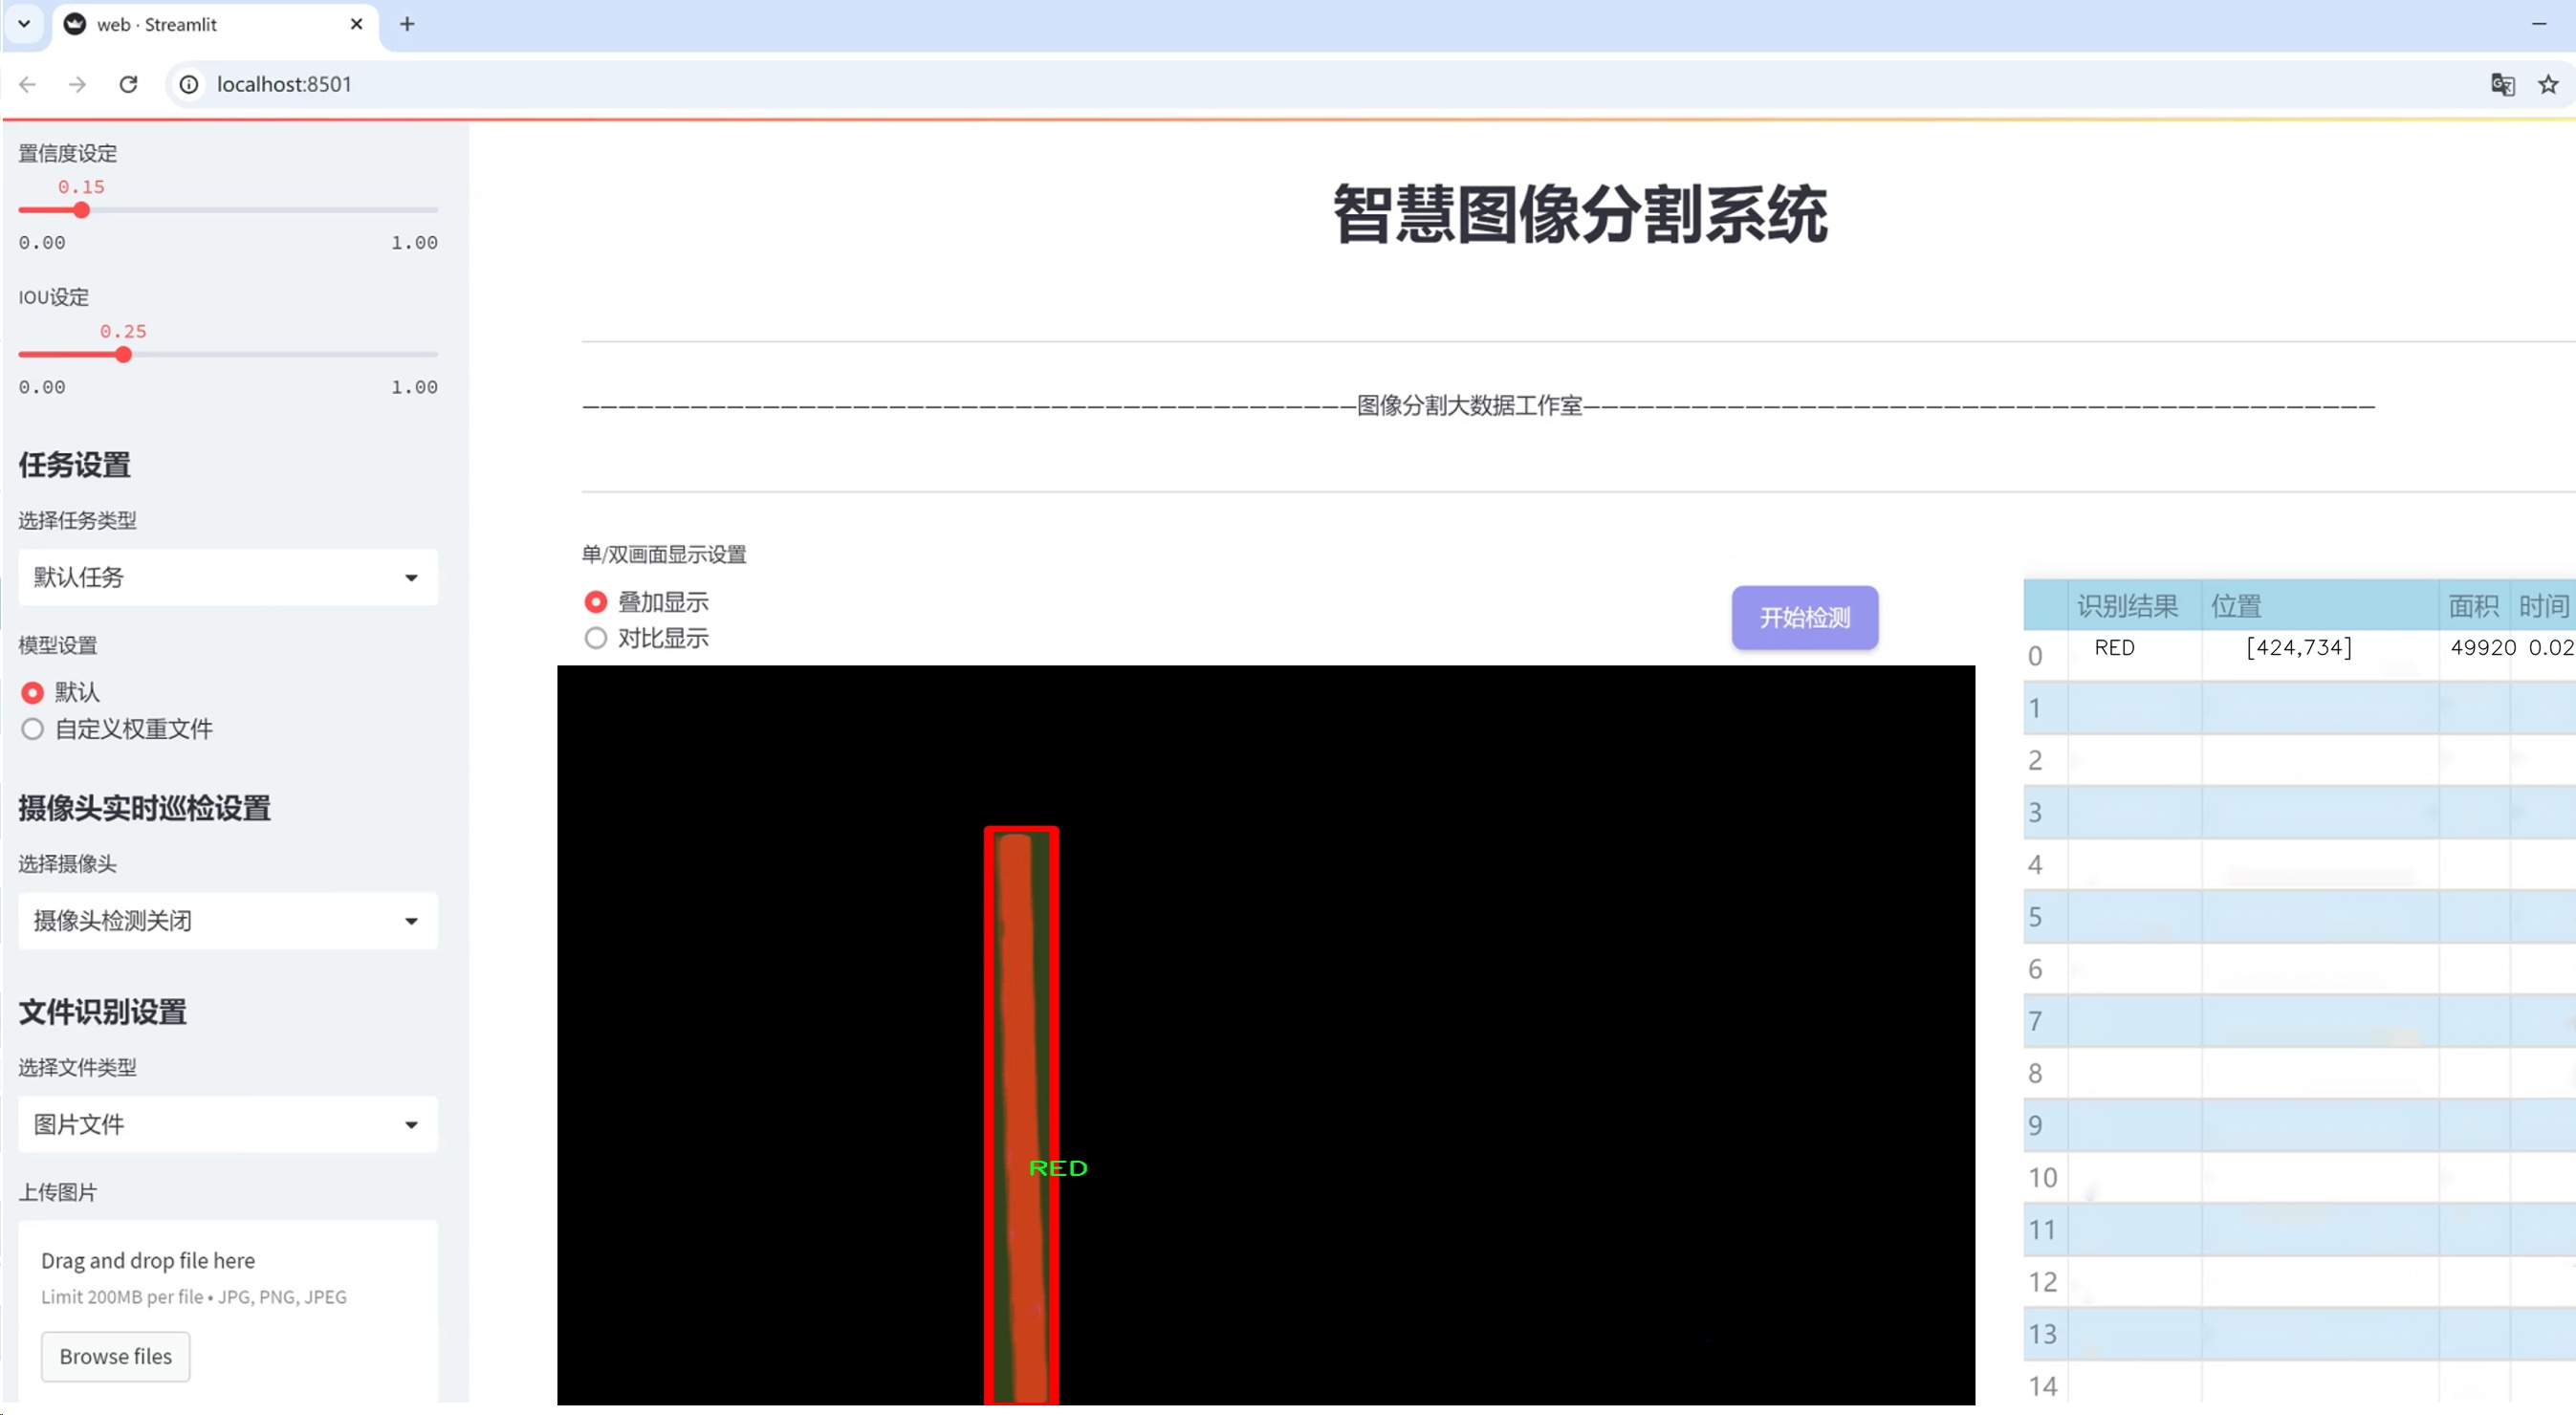 web · Streamlit
localhost:8501
置信度设定
0.15
0.00 1.00
IOU设定
0.25
0.00 1.00
任务设置
选择任务类型
默认任务
模型设置
默认
自定义权重文件
摄像头实时巡检设置
选择摄像头
摄像头检测关闭
文件识别设置
选择文件类型
图片文件
上传图片
Drag and drop file here
Limit 200MB per file • JPG, PNG, JPEG
Browse files
智慧图像分割系统
———————————————————————————————————————————图像分割大数据工作室————————————————————————————————————————————
单/双画面显示设置
叠加显示
对比显示
开始检测
RED
识别结果 位置 面积 时间
0 RED [424,734] 49920 0.02
1
2
3
4
5
6
7
8
9
10
11
12
13
14